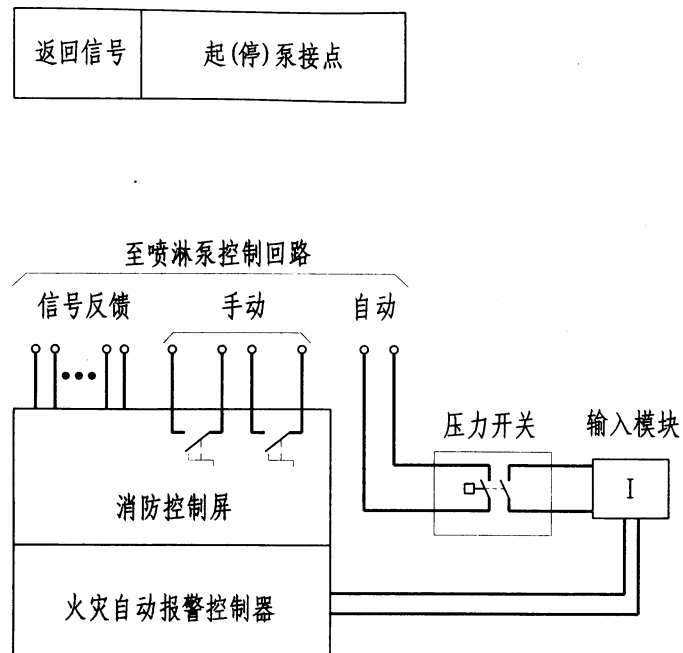 返回信号 起(停)泵接点
至喷淋泵控制回路
信号反馈 手动 自动
压力开关 输入模块
I
消防控制屏
火灾自动报警控制器